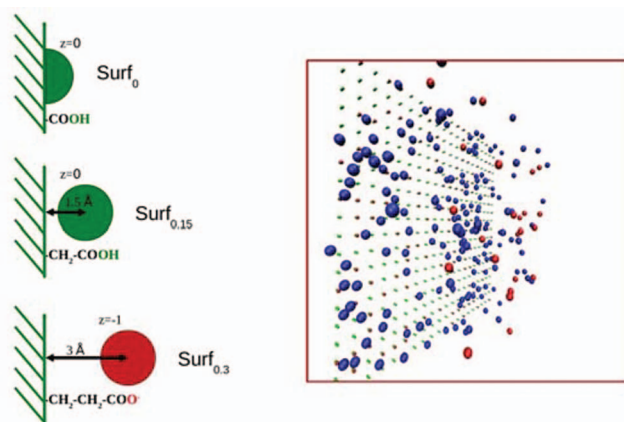 z=0
Surf0
-COOH
z=0
1.5 Å
Surf0.15
-CH2-COOH
z=-1
3 Å
Surf0.3
-CH2-CH2-COO-